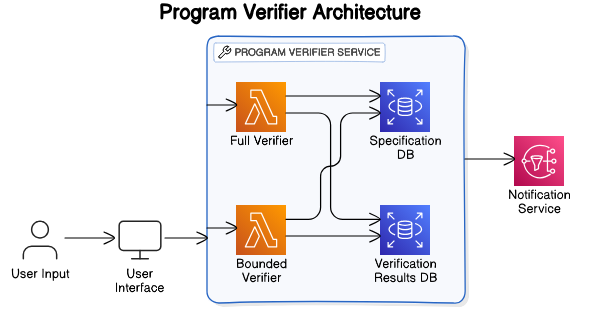 Program Verifier Architecture
PROGRAM VERIFIER SERVICE
Full Verifier
Specification
DB
Notification
Service
User Input
User
Interface
Bounded
Verifier
Verification
Results DB